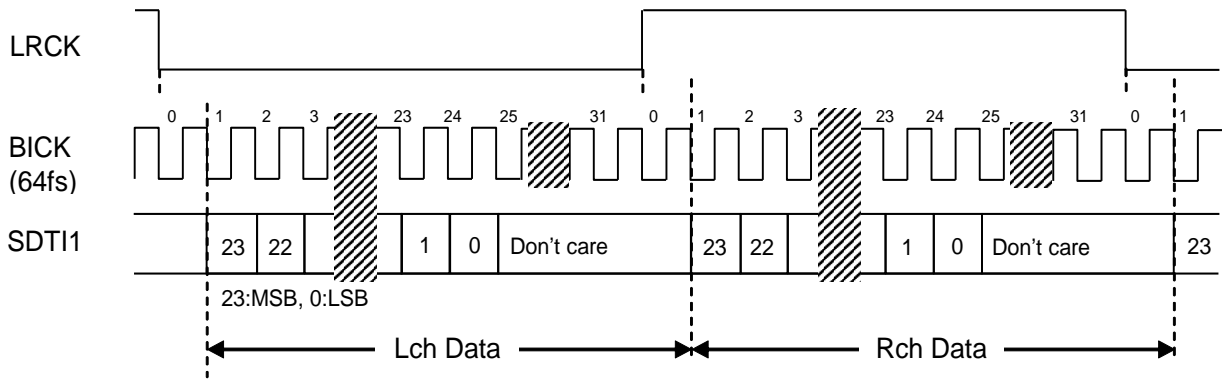 LRCK
0 1 2 3 23 24 25 31 0 1 2 3 23 24 25 31 0 1
BICK
(64fs)
SDTI1
23 22 1 0 Don't care 23 22 1 0 Don't care 23
23:MSB, 0:LSB
Lch Data Rch Data